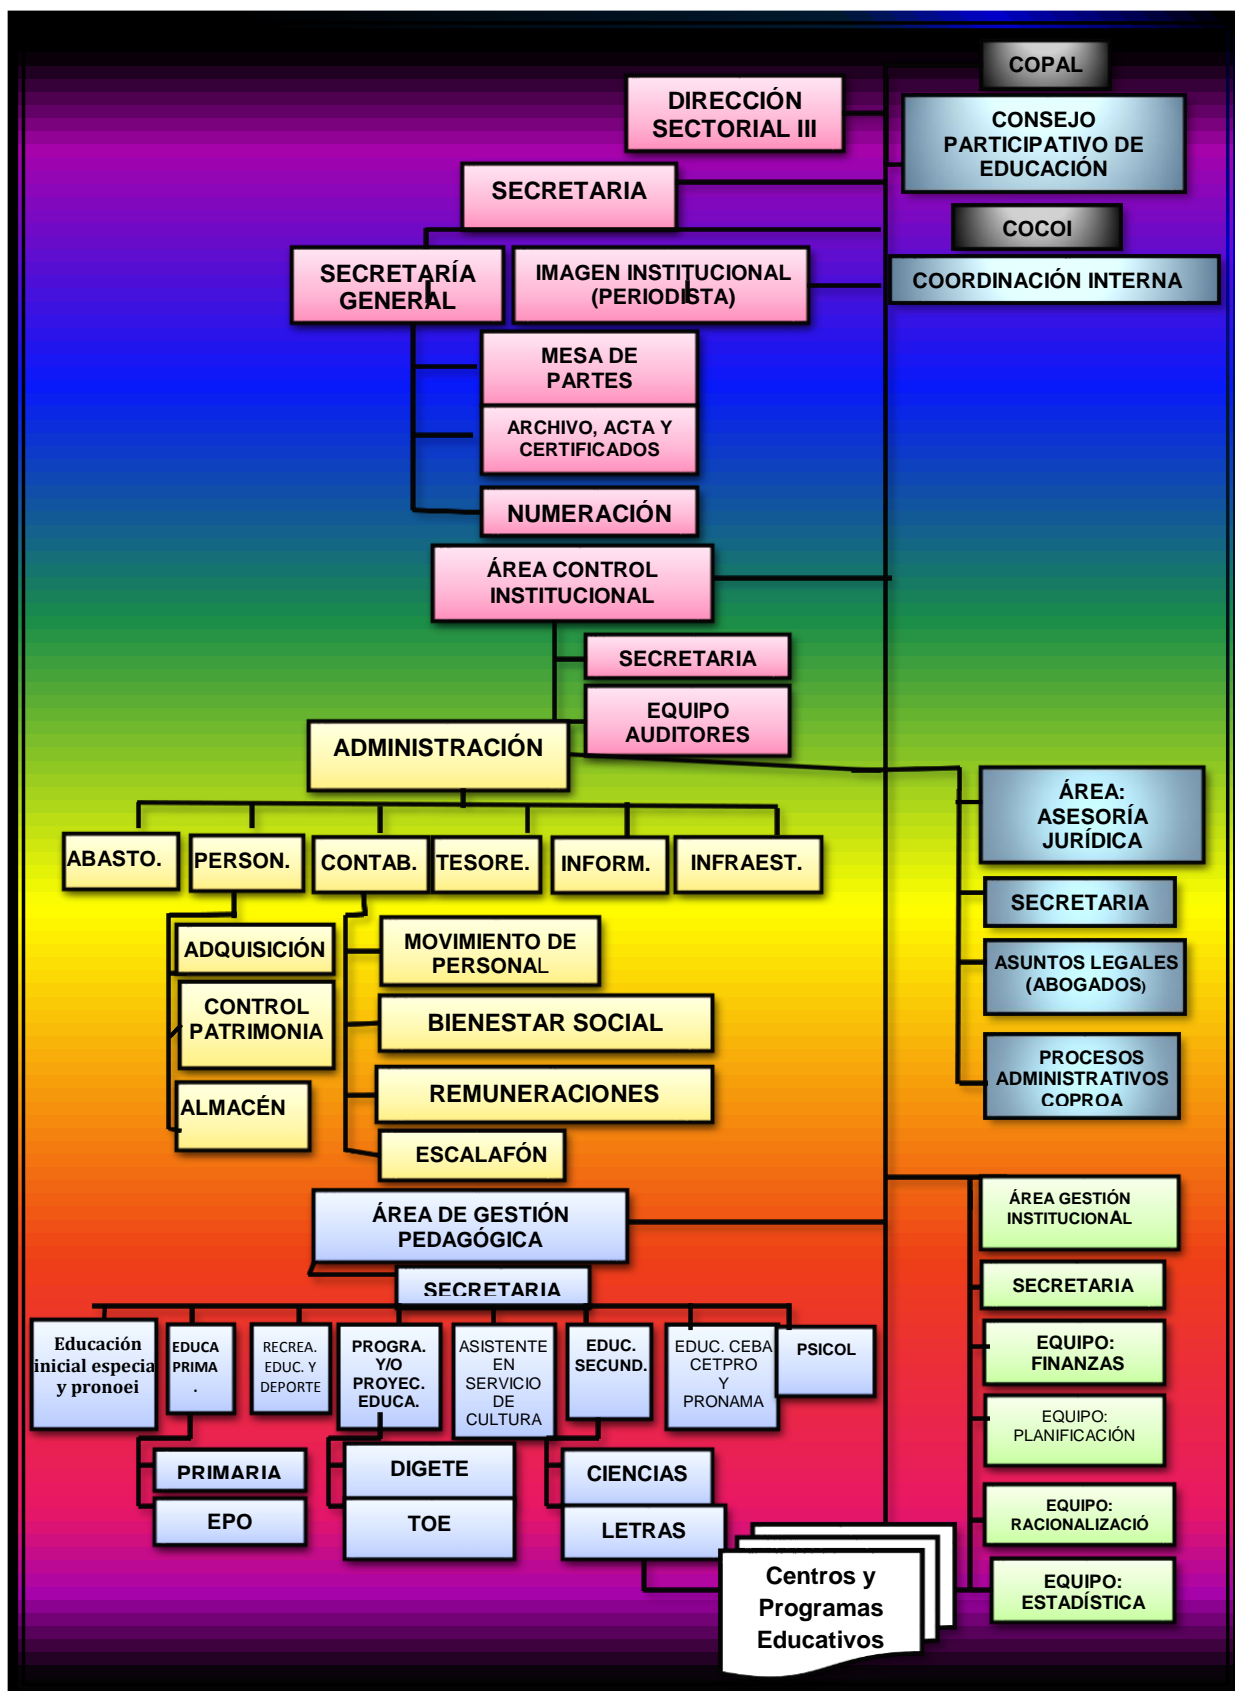 COPAL
DIRECCIÓN
SECTORIAL III
CONSEJO
PARTICIPATIVO DE
EDUCACIÓN
SECRETARIA
COCOI
SECRETARÍA
GENERAL
IMAGEN INSTITUCIONAL
(PERIODISTA)
COORDINACIÓN INTERNA
MESA DE
PARTES
ARCHIVO, ACTA Y
CERTIFICADOS
NUMERACIÓN
ÁREA CONTROL
INSTITUCIONAL
SECRETARIA
EQUIPO
AUDITORES
ADMINISTRACIÓN
ÁREA:
ASESORÍA
JURÍDICA
ABASTO.
PERSON.
CONTAB.
TESORE.
INFORM.
INFRAEST.
SECRETARIA
ADQUISICIÓN
MOVIMIENTO DE
PERSONAL
ASUNTOS LEGALES
(ABOGADOS)
CONTROL
PATRIMONIA
BIENESTAR SOCIAL
PROCESOS
ADMINISTRATIVOS
COPROA
REMUNERACIONES
ALMACÉN
ESCALAFÓN
ÁREA DE GESTIÓN
PEDAGÓGICA
ÁREA GESTIÓN
INSTITUCIONAL
SECRETARIA
SECRETARIA
Educación
inicial especia
y pronoei
EDUCA
PRIMA
.
RECREA.
EDUC. Y
DEPORTE
PROGRA.
Y/O
PROYEC.
EDUCA.
ASISTENTE
EN
SERVICIO
DE
CULTURA
EDUC.
SECUND.
EDUC. CEBA
CETPRO
Y
PRONAMA
PSICOL
EQUIPO:
FINANZAS
EQUIPO:
PLANIFICACIÓN
PRIMARIA
EPO
DIGETE
TOE
CIENCIAS
LETRAS
EQUIPO:
RACIONALIZACIÓ
Centros y
Programas
Educativos
EQUIPO:
ESTADÍSTICA